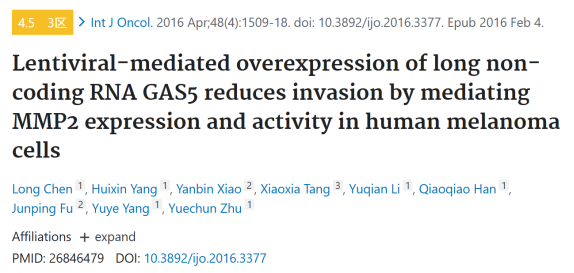 4.5 3区 > Int J Oncol. 2016 Apr;48(4):1509-18. doi: 10.3892/ijo.2016.3377. Epub 2016 Feb 4.
Lentiviral-mediated overexpression of long non-
coding RNA GAS5 reduces invasion by mediating
MMP2 expression and activity in human melanoma
cells
Long Chen 1, Huixin Yang 1, Yanbin Xiao 2, Xiaoxia Tang 3, Yuqian Li 1, Qiaoqiao Han 1,
Junping Fu 2, Yuye Yang 1, Yuechun Zhu 1
Affiliations + expand
PMID: 26846479 DOI: 10.3892/ijo.2016.3377